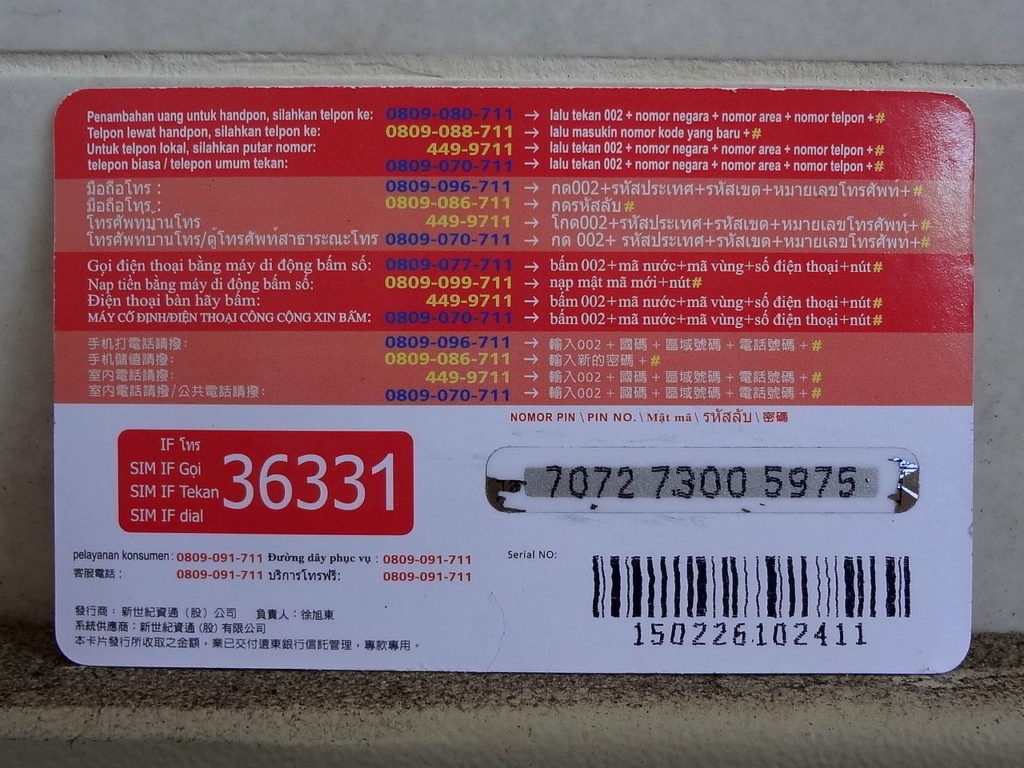 Penambahan uang untuk handpon, silahkan telpon ke: 0809-080-711 → lalu tekan 002 + nomor negara + nomor area + nomor telpon +#
Telpon lewat handpon, silahkan telpon ke: 0809-088-711 → lalu masukin nomor kode yang baru +#
Untuk telpon lokal, silahkan putar nomor: 449-9711 → lalu tekan 002 + nomor negara + nomor area + nomor telpon +#
telepon biasa / telepon umum tekan: 0809-070-711 → lalu tekan 002 + nomor negara + nomor area + nomor telpon +#
มือถือโทร : 0809-096-711 → กด002+รหัสประเทศ+รหัสเขต+หมายเลขโทรศัพท์+#
มือถือโทร : 0809-086-711 → กดรหัสลับ#
โทรศัพท์บ้านโทร 449-9711 → โกด002+รหัสประเทศ+รหัสเขต+หมายเลขโทรศัพท์+#
โทรศัพท์บ้านโทร/ตู้โทรศัพท์สาธาระณะโทร 0809-070-711 → กด 002+ รหัสประเทศ+รหัสเขต+หมายเลขโทรศัพท์+#
Gọi điện thoại bằng máy di động bấm số: 0809-077-711 → bấm 002+mã nước+mã vùng+số điện thoại+nút#
Nạp tiền bằng máy di động bấm số: 0809-099-711 → nạp mật mã mới+nút#
Điện thoại bàn hãy bấm: 449-9711 → bấm 002+mã nước+mã vùng+số điện thoại+nút#
MÁY CỐ ĐỊNH/ĐIỆN THOẠI CÔNG CỘNG XIN BẤM: 0809-070-711 → bấm 002+mã nước+mã vùng+số điện thoại+nút#
手机打電話請撥: 0809-096-711 → 輸入002 + 國碼 + 區域號碼 + 電話號碼 + #
手机儲值請撥: 0809-086-711 → 輸入新的密碼 + #
室內電話請撥: 449-9711 → 輸入002 + 國碼 + 區域號碼 + 電話號碼 + #
室內電話請撥/公共電話請撥: 0809-070-711 → 輸入002 + 國碼 + 區域號碼 + 電話號碼 + #
NOMOR PIN \ PIN NO. \ Mật mã \ รหัสลับ \ 密碼
IF โทร
SIM IF Gọi
SIM IF Tekan
SIM IF dial
36331
7072 7300 5975
pelayanan konsumen : 0809-091-711 Đường dây phục vụ : 0809-091-711
客服電話 : 0809-091-711 บริการโทรฟรี: 0809-091-711
Serial NO:
150226102411
發行商：新世紀資通（股）公司 負責人：徐旭東
系統供應商：新世紀資通（股）有限公司
本卡片發行所收取之金額，業已交付遠東銀行信託管理，專款專用。